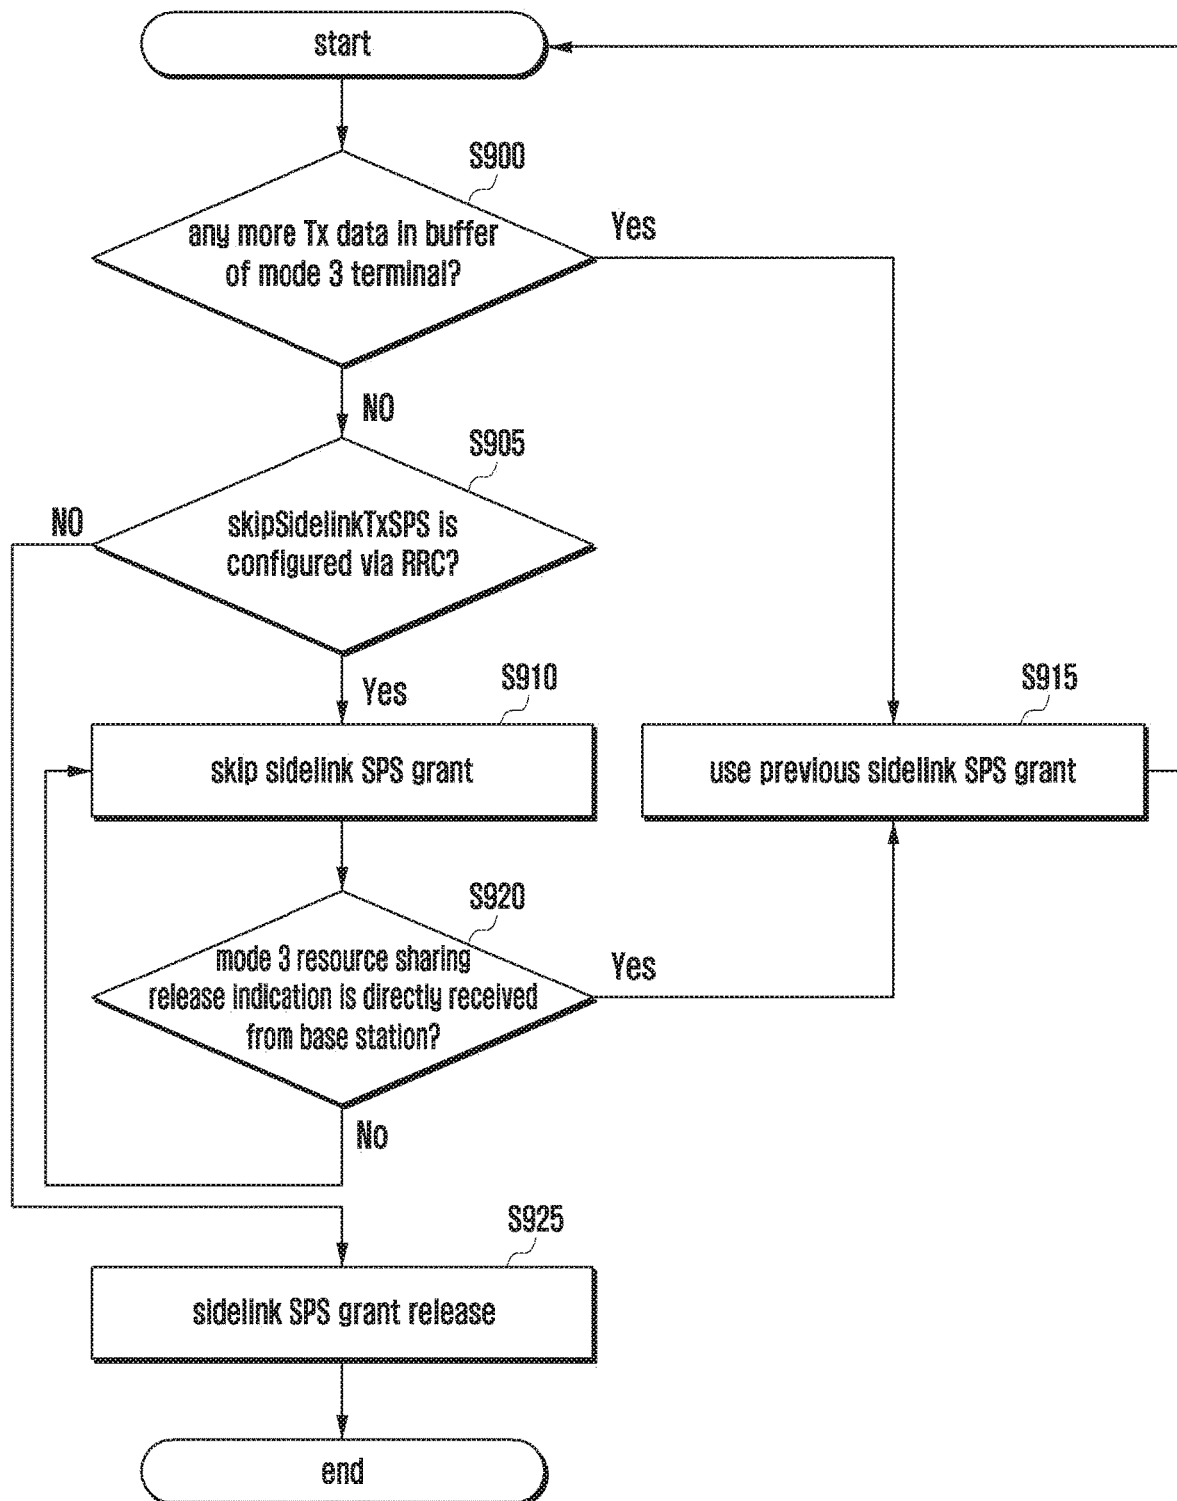 start
S900
any more Tx data in buffer
of mode 3 terminal?
Yes
NO
S905
NO
skipSidelinkTxSPS is
configured via RRC?
Yes
S910
S915
skip sidelink SPS grant
use previous sidelink SPS grant
S920
mode 3 resource sharing
release indication is directly received
from base station?
Yes
No
S925
sidelink SPS grant release
end